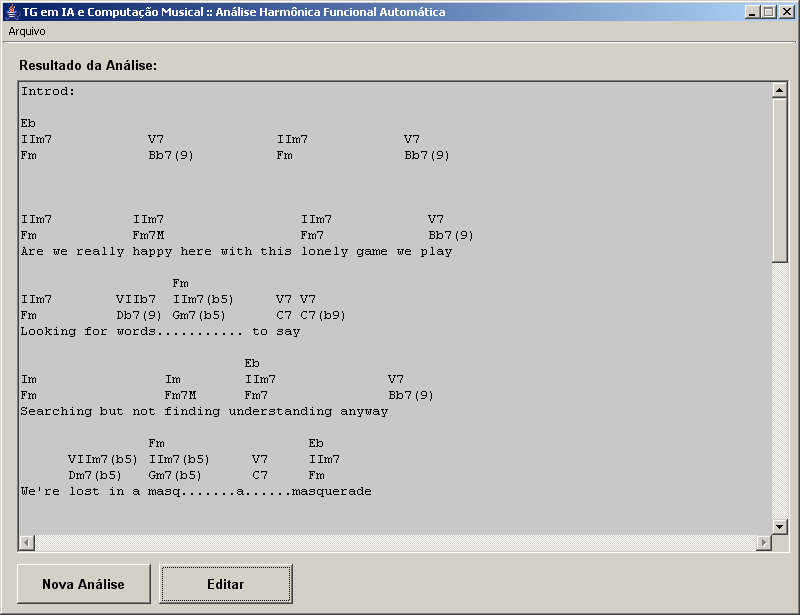 TG em IA e Computação Musical :: Análise Harmônica Funcional Automática
Arquivo
Resultado da Análise:
Introd:
Eb
IIm7 V7 IIm7 V7
Fm Bb7(9) Fm Bb7(9)
IIm7 IIm7 IIm7 V7
Fm Fm7M Fm7 Bb7(9)
Are we really happy here with this lonely game we play
Fm
IIm7 VIIb7 IIm7(b5) V7 V7
Fm Db7(9) Gm7(b5) C7 C7(b9)
Looking for words........... to say
Eb
Im Im IIm7 V7
Fm Fm7M Fm7 Bb7(9)
Searching but not finding understanding anyway
Fm Eb
VIIm7(b5) IIm7(b5) V7 IIm7
Dm7(b5) Gm7(b5) C7 Fm
We're lost in a masq.......a......masquerade
Nova Análise Editar